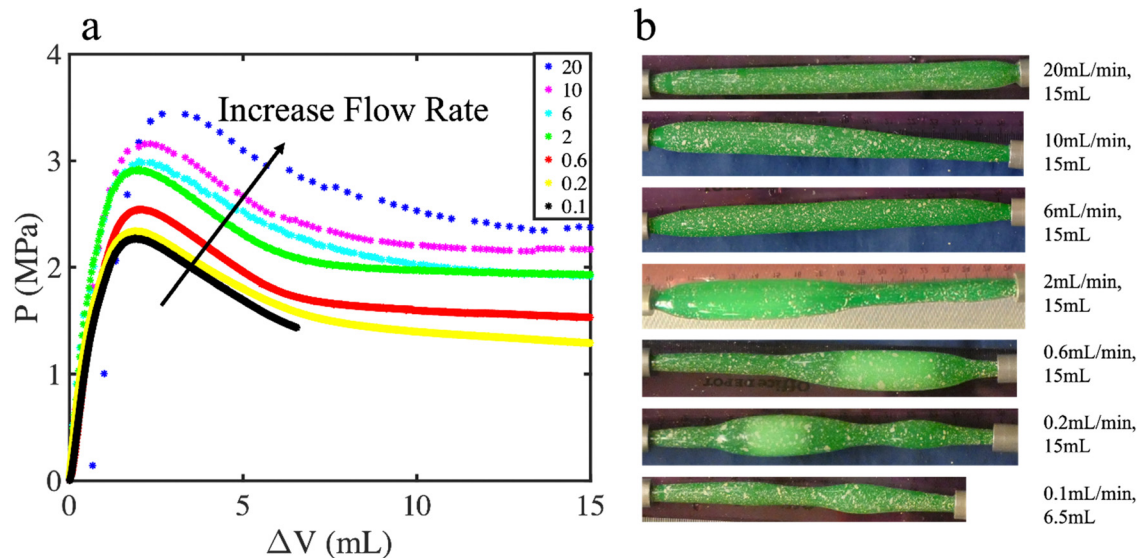 a
b
4
3
2
1
0
P (MPa)
0
5
10
15
ΔV (mL)
Increase Flow Rate
20
10
6
2
0.6
0.2
0.1
20mL/min,
15mL
10mL/min,
15mL
6mL/min,
15mL
2mL/min,
15mL
0.6mL/min,
15mL
Office DEPOT
0.2mL/min,
15mL
0.1mL/min,
6.5mL